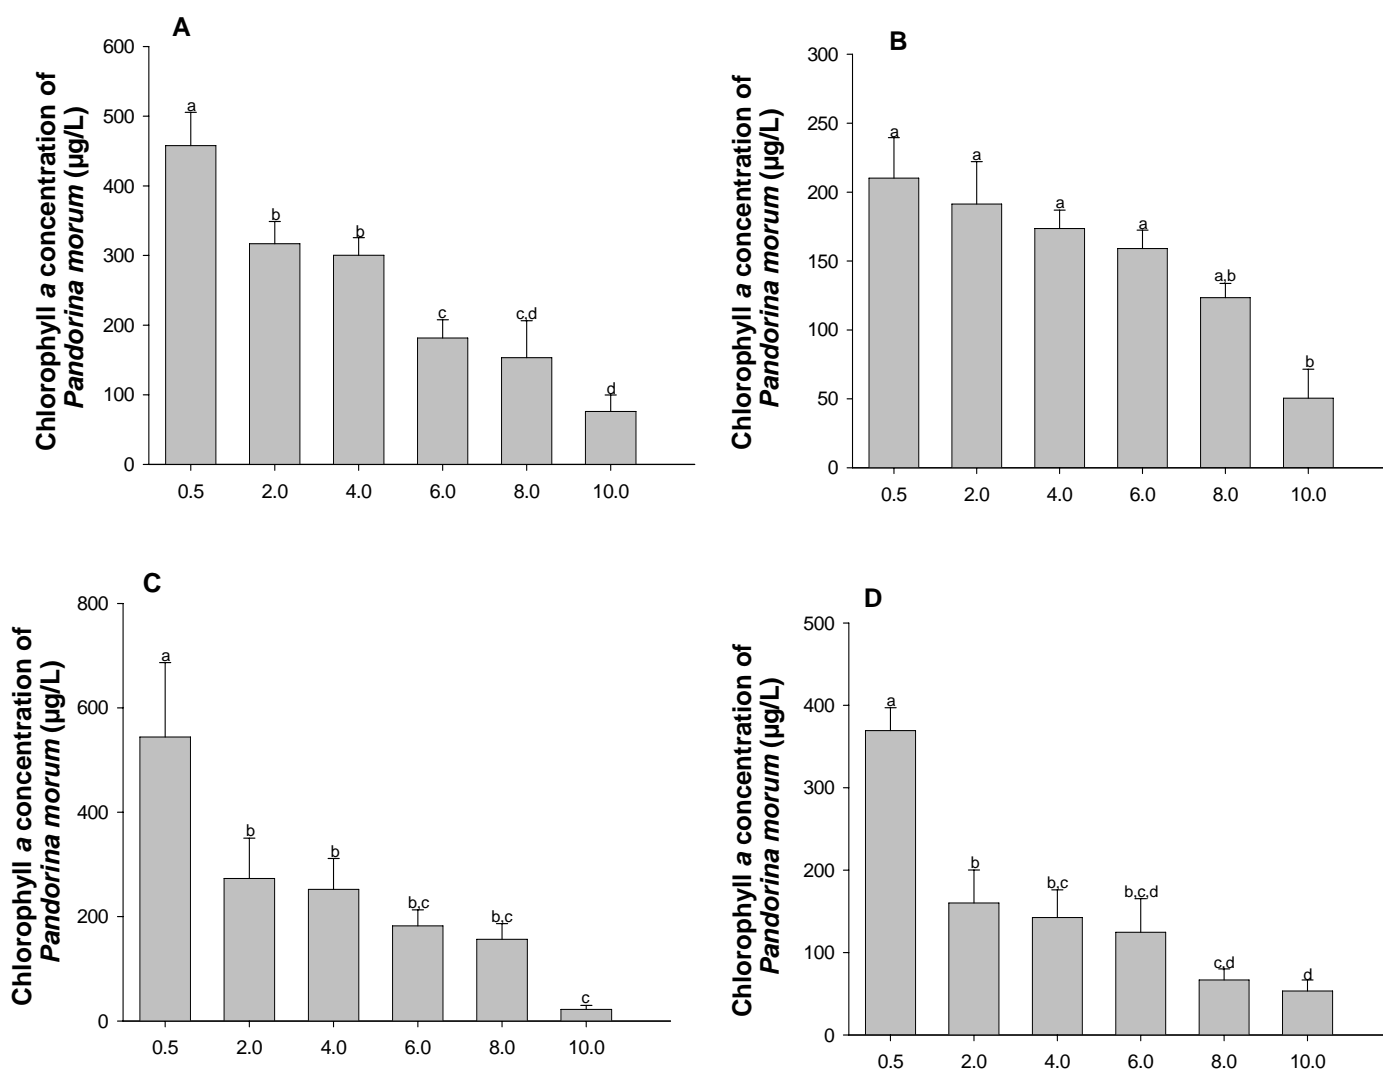 A
Chlorophyll a concentration of
Pandorina morum (µg/L)
600
500
400
300
200
100
0
a
b
b
c
c,d
d
0.5 2.0 4.0 6.0 8.0 10.0
B
Chlorophyll a concentration of
Pandorina morum (µg/L)
300
250
200
150
100
50
0
a
a
a
a
a,b
b
0.5 2.0 4.0 6.0 8.0 10.0
C
Chlorophyll a concentration of
Pandorina morum (µg/L)
800
600
400
200
0
a
b
b
b,c
b,c
c
0.5 2.0 4.0 6.0 8.0 10.0
D
Chlorophyll a concentration of
Pandorina morum (µg/L)
500
400
300
200
100
0
a
b
b,c
b,c,d
c,d
d
0.5 2.0 4.0 6.0 8.0 10.0